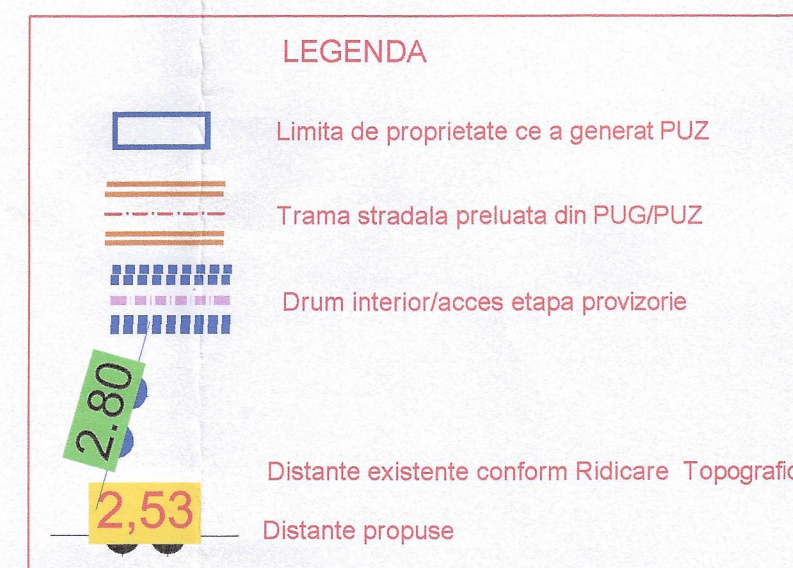 LEGENDA
Limita de proprietate ce a generat PUZ
Trama stradala preluata din PUG/PUZ
Drum interior/acces etapa provizorie
2.80
Distante existente conform Ridicare
2,53
Distante propuse